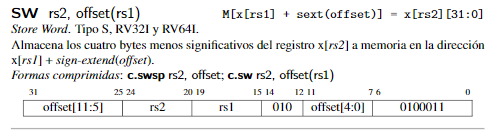 SW rs2, offset(rs1) M[x[rs1] + sext(offset)] = x[rs2][31:0]
Store Word. Tipo S, RV32I y RV64I.
Almacena los cuatro bytes menos significativos del registro x[rs2] a memoria en la dirección
x[rs1] + sign-extend(offset).
Formas comprimidas: c.swsp rs2, offset; c.sw rs2, offset(rs1)
31 25 24 20 19 15 14 12 11 7 6 0
offset[11:5] rs2 rs1 010 offset[4:0] 0100011